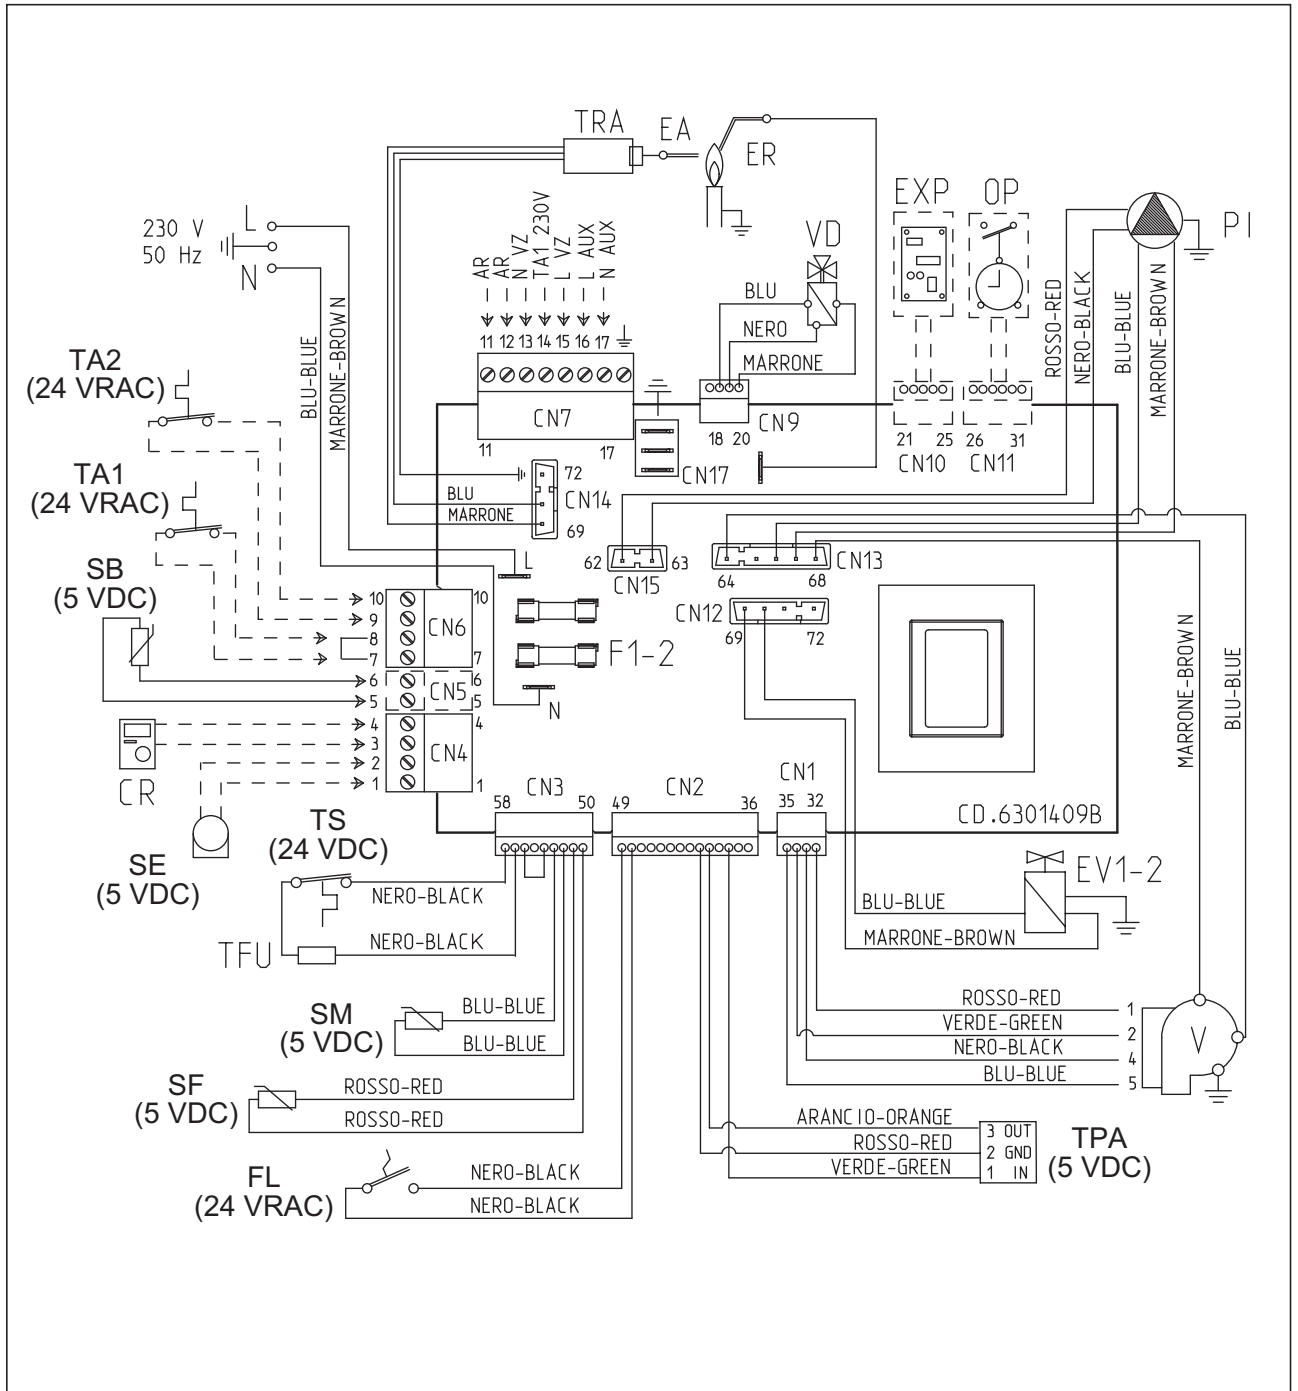 TRA
EA
ER
230 V
50 Hz
L
N
AR
AR
N VZ
TA1 230V
L VZ
L AUX
N AUX
11 12 13 14 15 16 17
CN7
11
17
VD
BLU
NERO
MARRONE
CN9
18 20
EXP
OP
21 25
CN10
26 31
CN11
PI
ROSSO-RED
NERO-BLACK
BLU-BLUE
MARRONE-BROWN
BLU-BLUE
MARRONE-BROWN
TA2
(24 VRAC)
TA1
(24 VRAC)
SB
(5 VDC)
CN17
72
BLU
CN14
MARRONE
69
L
62
63
CN15
64
68
CN13
CN12
69
72
F1-2
N
10
9
8
7
10
CN6
7
6
5
6
CN5
5
4
3
2
1
4
CN4
1
CR
SE
(5 VDC)
MARRONE-BROWN
BLU-BLUE
58
CN3
50
49
CN2
36
CN1
35 32
CD.6301409B
TS
(24 VDC)
NERO-BLACK
TFU
NERO-BLACK
EV1-2
BLU-BLUE
MARRONE-BROWN
SM
(5 VDC)
BLU-BLUE
BLU-BLUE
ROSSO-RED
1
VERDE-GREEN
2
NERO-BLACK
4
BLU-BLUE
5
V
SF
(5 VDC)
ROSSO-RED
ROSSO-RED
ARANCIO-ORANGE
3 OUT
ROSSO-RED
2 GND
VERDE-GREEN
1 IN
TPA
(5 VDC)
FL
(24 VRAC)
NERO-BLACK
NERO-BLACK